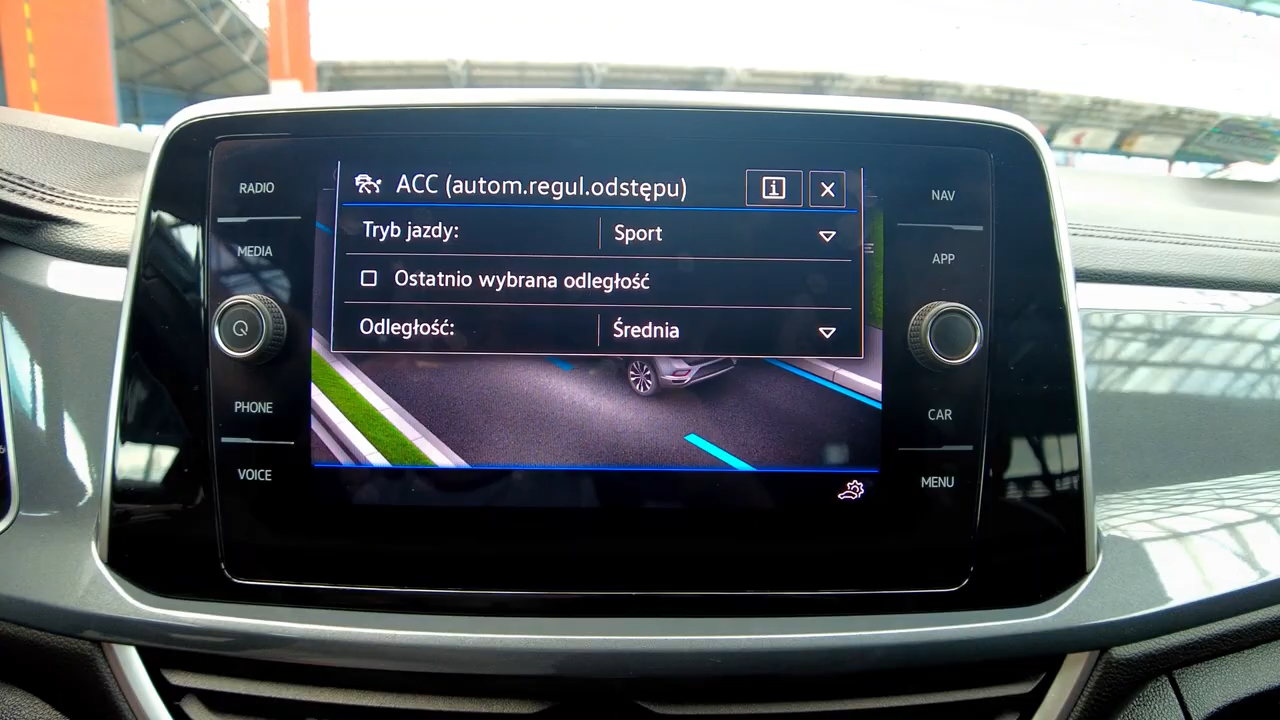 RADIO
MEDIA
PHONE
VOICE
ACC (autom.regul.odstępu)
Tryb jazdy: Sport
Ostatnio wybrana odległość
Odległość: Średnia
NAV
APP
CAR
MENU